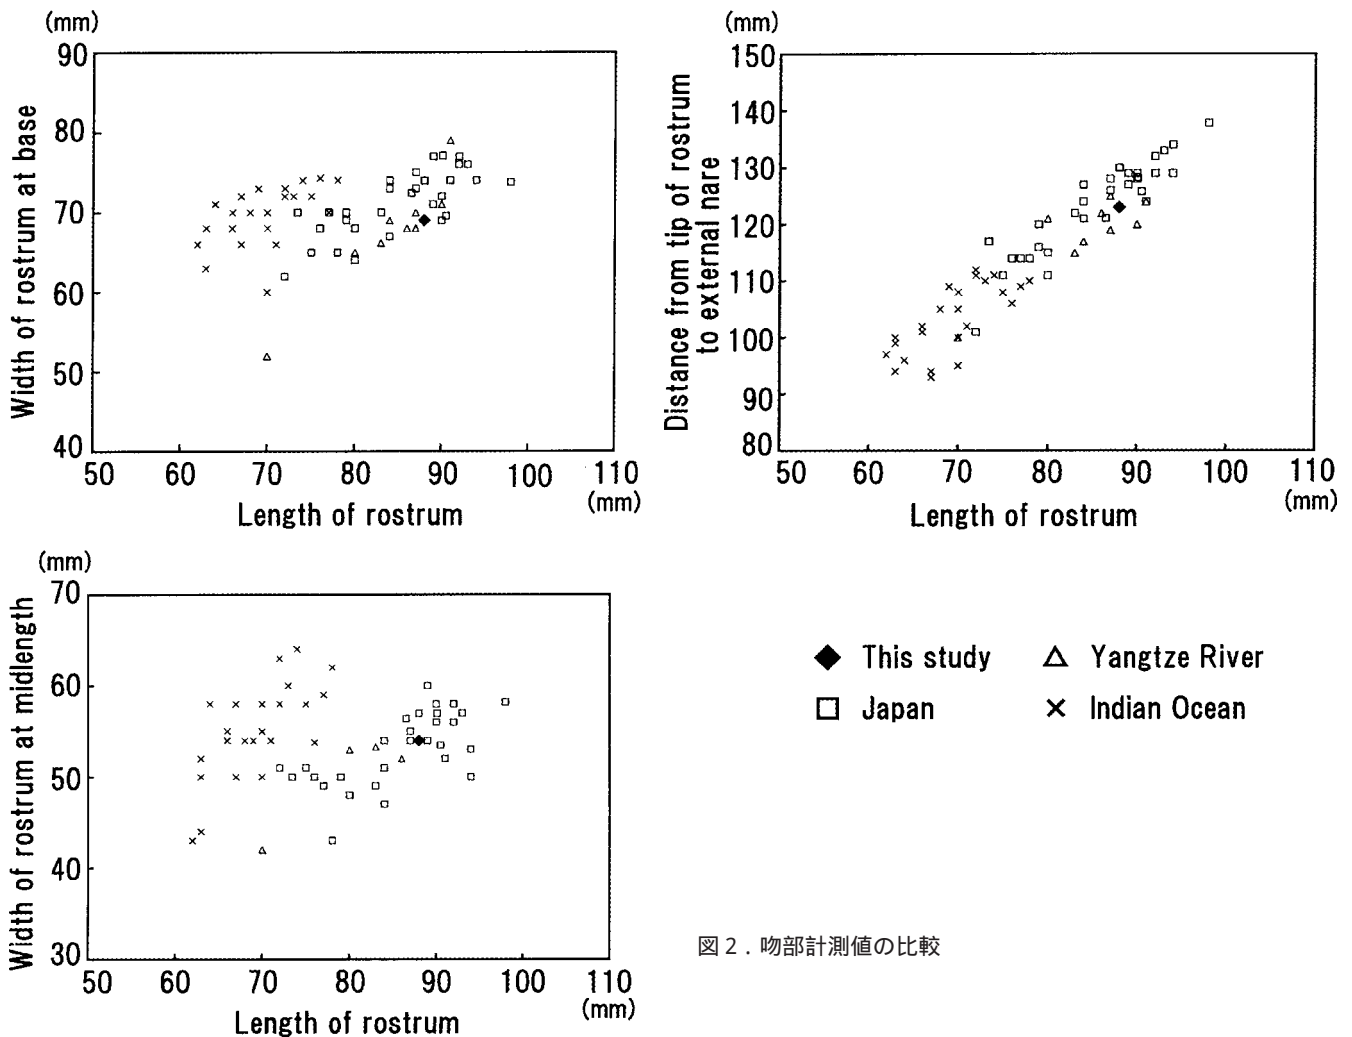 (mm)
90
80
70
60
50
40
Width of rostrum at base
50 60 70 80 90 100 110
(mm)
Length of rostrum
(mm)
150
140
130
120
110
100
90
80
Distance from tip of rostrum
to external nare
50 60 70 80 90 100 110
(mm)
Length of rostrum
(mm)
70
60
50
40
30
Width of rostrum at midlength
50 60 70 80 90 100 110
(mm)
Length of rostrum
This study
Yangtze River
Japan
Indian Ocean
図2．吻部計測値の比較